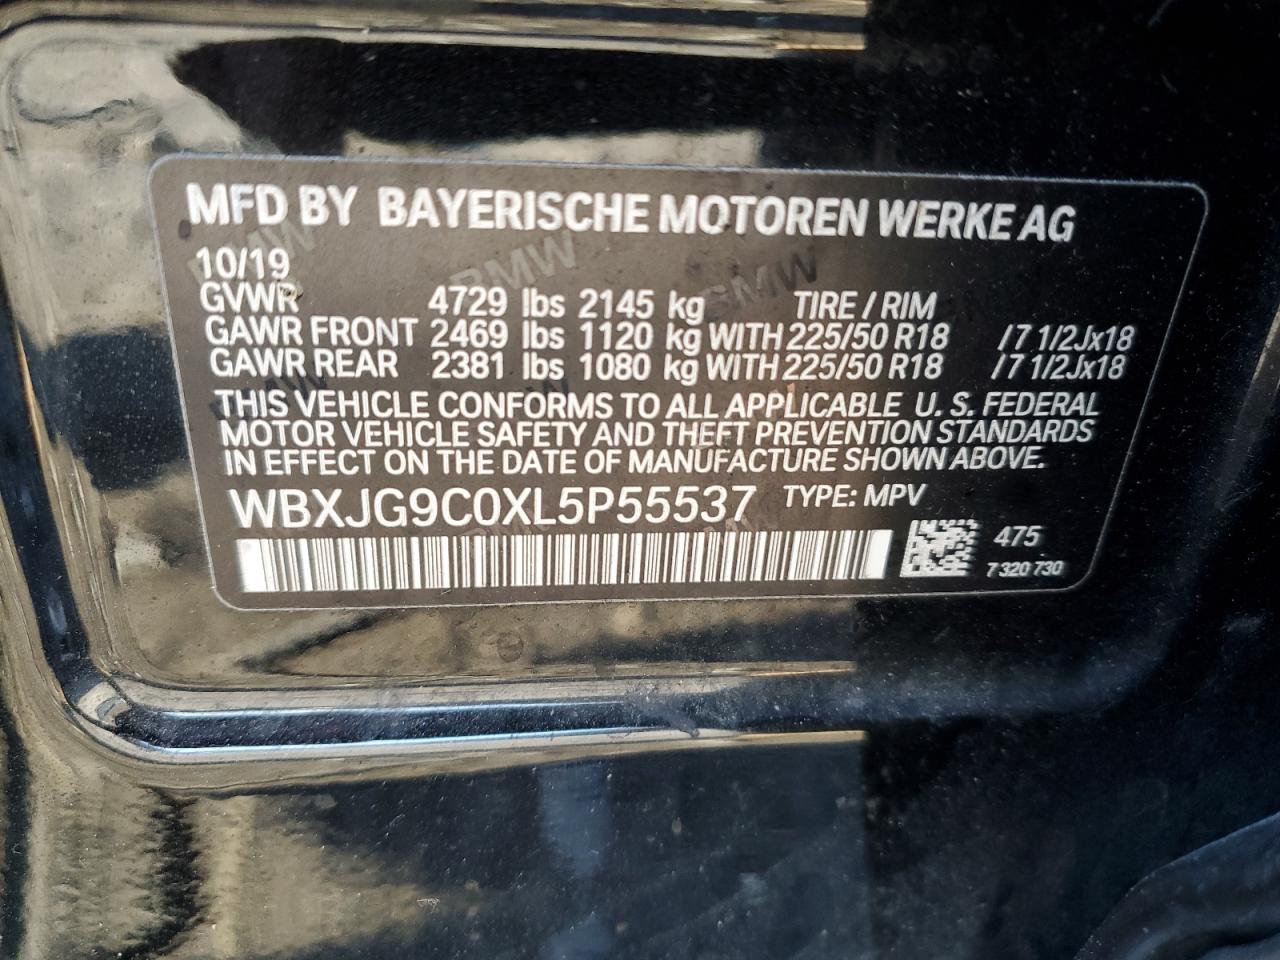 MFD BY BAYERISCHE MOTOREN WERKE AG
10/19
GVWR 4729 lbs 2145 kg TIRE / RIM
GAWR FRONT 2469 lbs 1120 kg WITH 225/50 R18 /7 1/2Jx18
GAWR REAR 2381 lbs 1080 kg WITH 225/50 R18 /7 1/2Jx18
THIS VEHICLE CONFORMS TO ALL APPLICABLE U. S. FEDERAL
MOTOR VEHICLE SAFETY AND THEFT PREVENTION STANDARDS
IN EFFECT ON THE DATE OF MANUFACTURE SHOWN ABOVE.
WBXJG9C0XL5P55537 TYPE: MPV
475
7 320 730